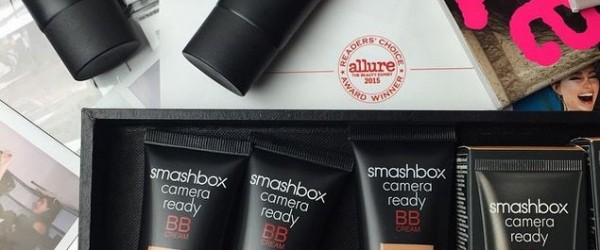 READERS' CHOICE
allure
THE BEAUTY EXPERT
2015
AWARD WINNER
smashbox
camera
ready
BB
CREAM
smashbox
camera
ready
BB
CREAM
smashbox
camera
ready
BB
CREAM
smashbox
camera
ready